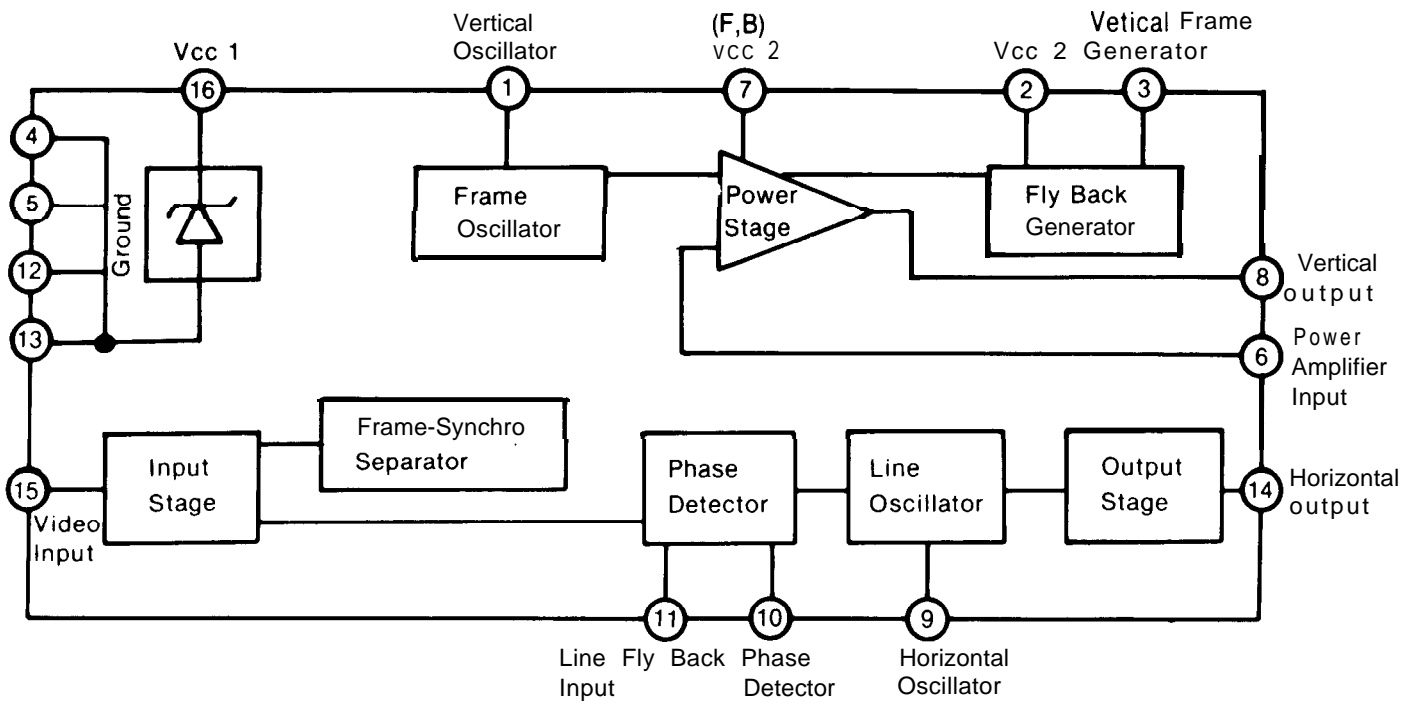 Vcc 1
Vertical
Oscillator
(F,B)
vcc 2
Vcc 2
Vetical Frame
Generator
16
1
7
2
3
4
5
12
13
Ground
Frame
Oscillator
Power
Stage
Fly Back
Generator
8
Vertical
output
6
Power
Amplifier
Input
15
Video
Input
Input
Stage
Frame-Synchro
Separator
Phase
Detector
Line
Oscillator
Output
Stage
14
Horizontal
output
11
10
9
Line Fly Back
Input
Phase
Detector
Horizontal
Oscillator